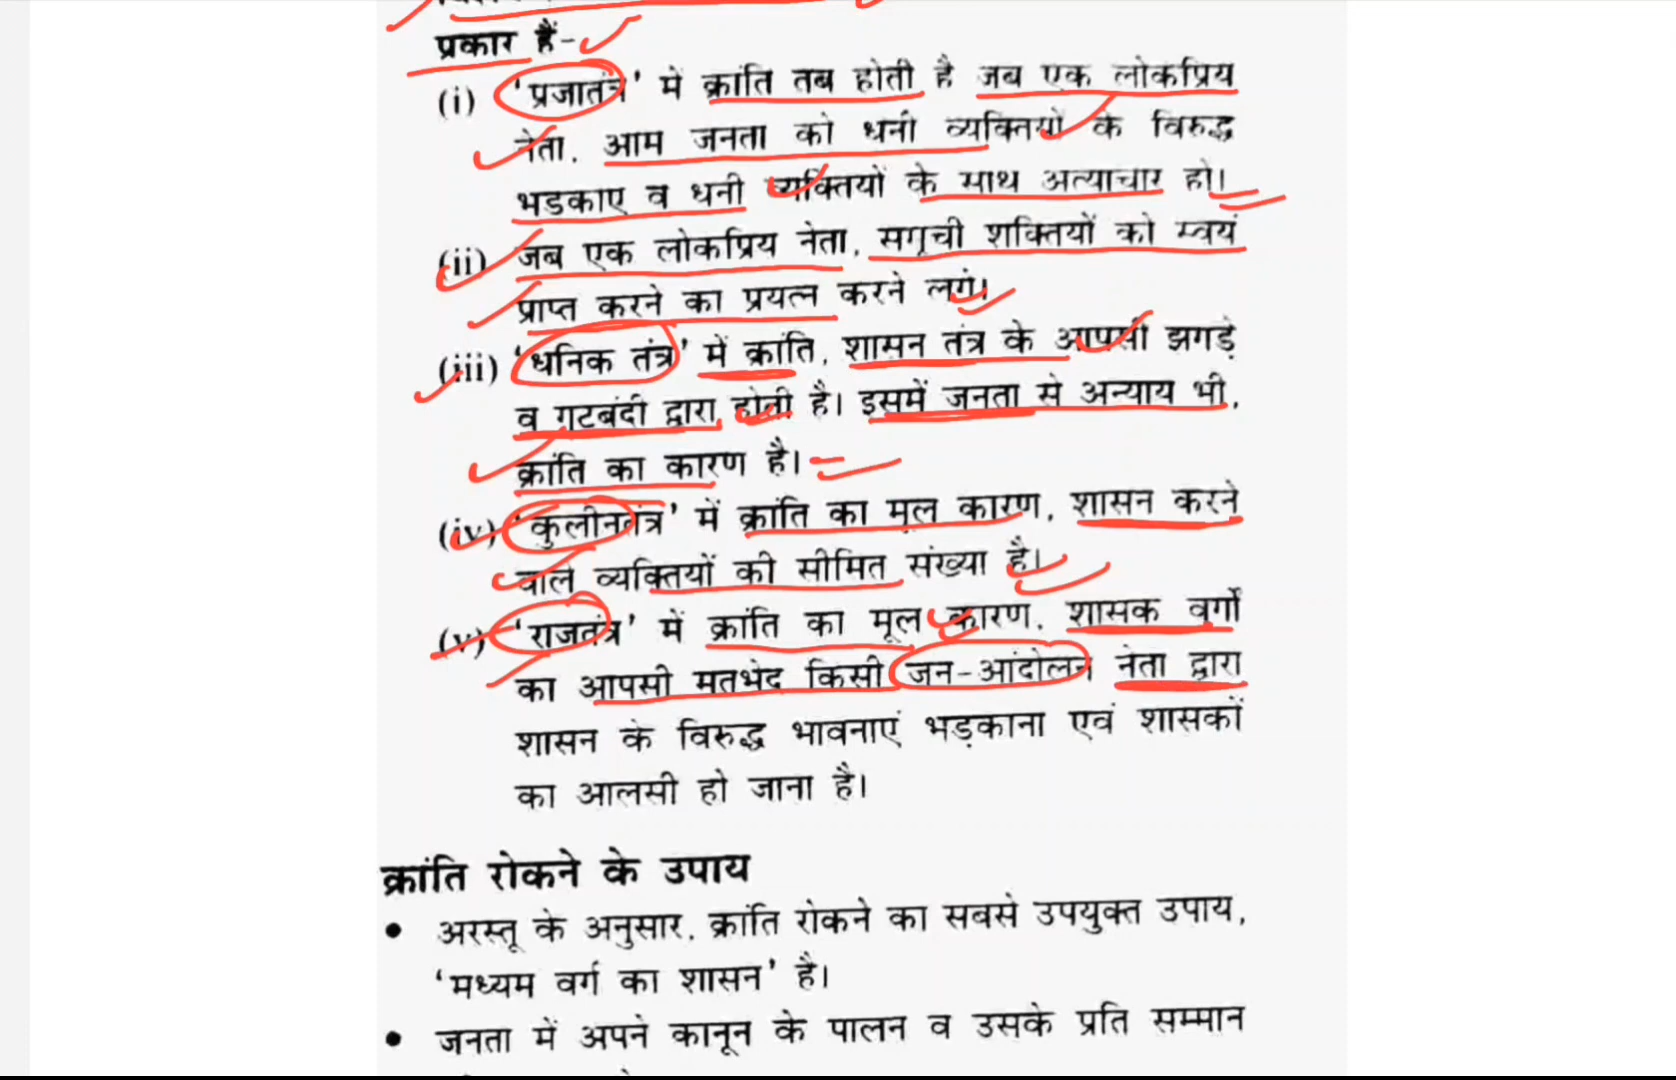 प्रकार हैं-
(i) 'प्रजातंत्र' में क्रांति तब होती है जब एक लोकप्रिय
नेता, आम जनता को धनी व्यक्तियों के विरुद्ध
भडकाए व धनी व्यक्तियों के साथ अत्याचार हो।
(ii) जब एक लोकप्रिय नेता, समूची शक्तियों को स्वयं
प्राप्त करने का प्रयत्न करने लगे।
(iii) 'धनिक तंत्र' में क्रांति, शासन तंत्र के आपसी झगड़े
व गुटबंदी द्वारा होती है। इसमें जनता से अन्याय भी,
क्रांति का कारण है।
(iv) 'कुलीनतंत्र' में क्रांति का मूल कारण, शासन करने
वाले व्यक्तियों की सीमित संख्या है।
(v) 'राजतंत्र' में क्रांति का मूल कारण, शासक वर्गों
का आपसी मतभेद किसी जन-आंदोलन नेता द्वारा
शासन के विरुद्ध भावनाएं भड़काना एवं शासकों
का आलसी हो जाना है।
क्रांति रोकने के उपाय
• अरस्तू के अनुसार, क्रांति रोकने का सबसे उपयुक्त उपाय,
'मध्यम वर्ग का शासन' है।
• जनता में अपने कानून के पालन व उसके प्रति सम्मान